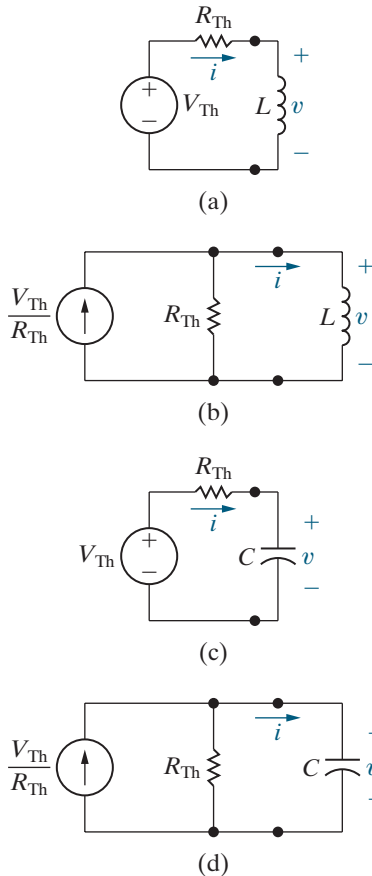 R_Th
i
+
V_Th
−
L
+
v
−
(a)
V_Th
R_Th
R_Th
i
L
+
v
−
(b)
R_Th
i
V_Th
+
−
C
+
v
−
(c)
V_Th
R_Th
R_Th
i
C
v
(d)